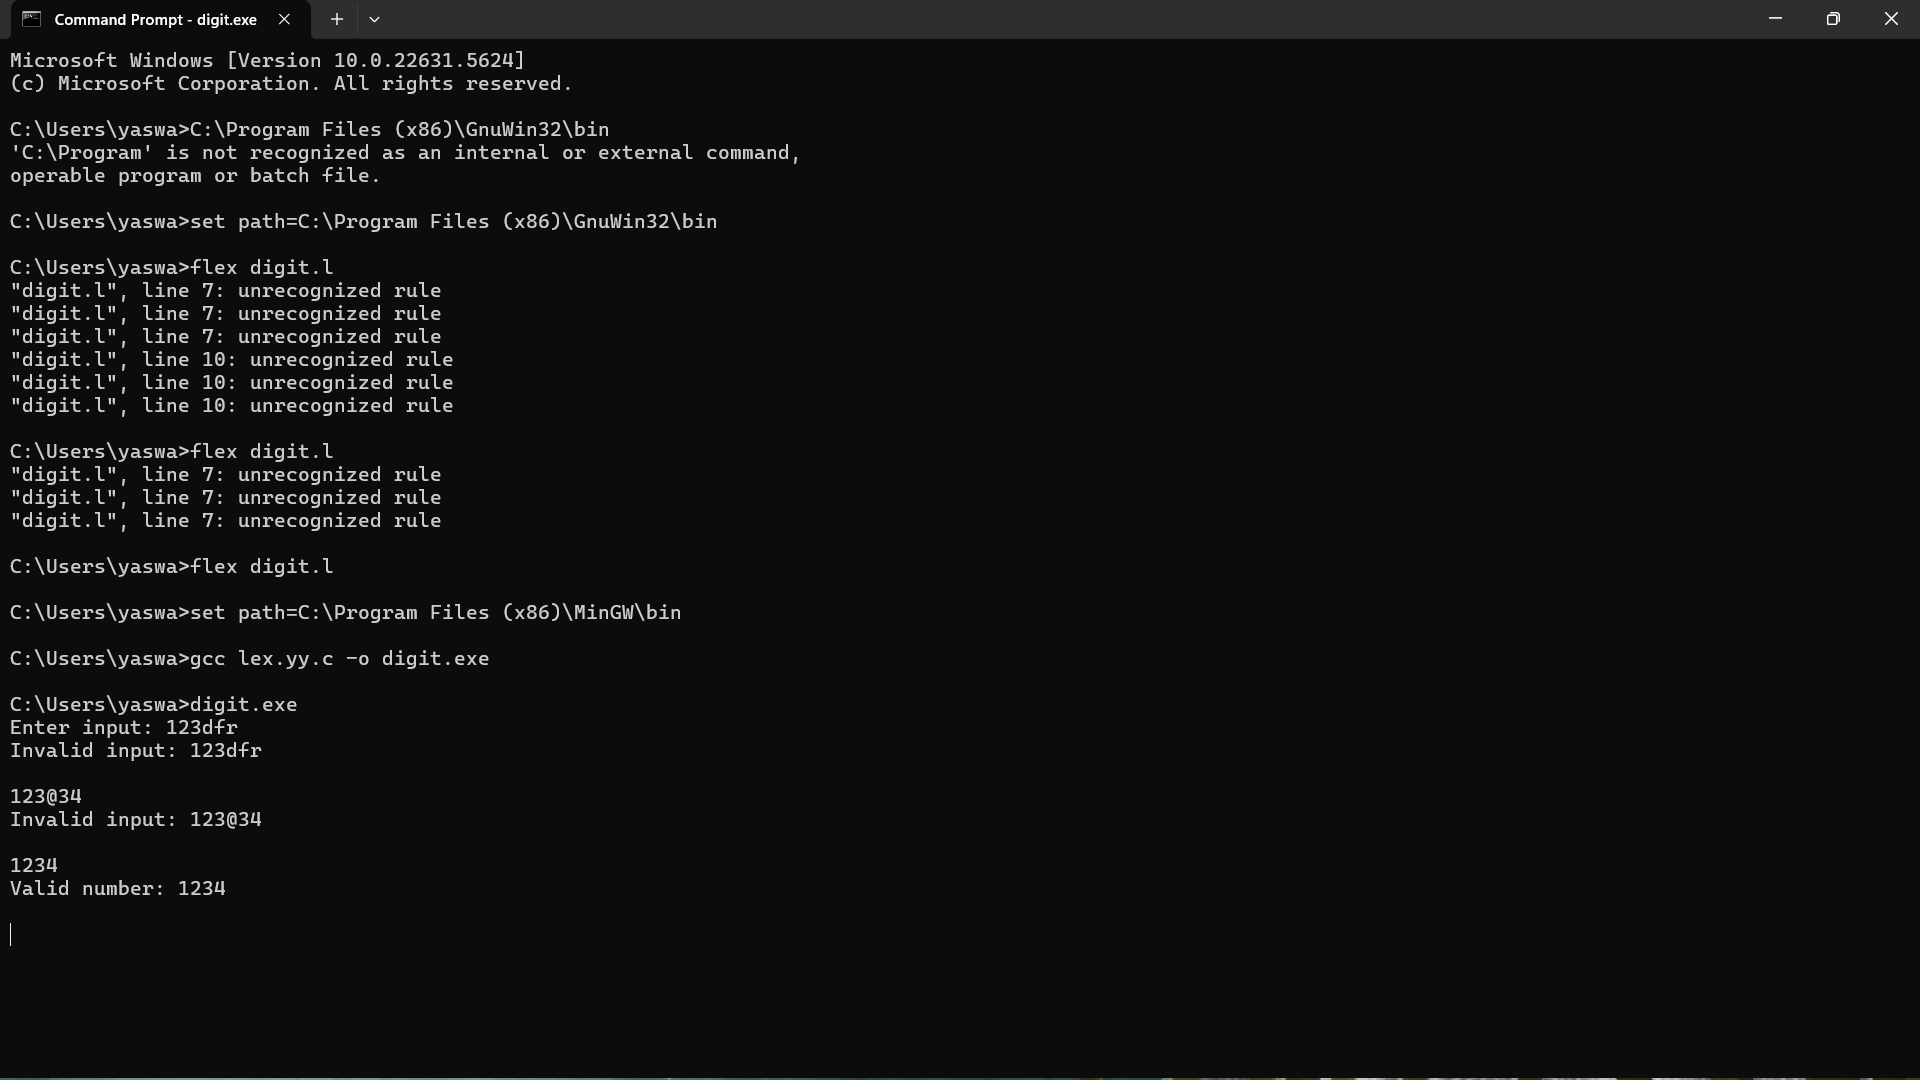 Command Prompt - digit.exe
Microsoft Windows [Version 10.0.22631.5624]
(c) Microsoft Corporation. All rights reserved.
C:\Users\yaswa>C:\Program Files (x86)\GnuWin32\bin
'C:\Program' is not recognized as an internal or external command,
operable program or batch file.
C:\Users\yaswa>set path=C:\Program Files (x86)\GnuWin32\bin
C:\Users\yaswa>flex digit.l
"digit.l", line 7: unrecognized rule
"digit.l", line 7: unrecognized rule
"digit.l", line 7: unrecognized rule
"digit.l", line 10: unrecognized rule
"digit.l", line 10: unrecognized rule
"digit.l", line 10: unrecognized rule
C:\Users\yaswa>flex digit.l
"digit.l", line 7: unrecognized rule
"digit.l", line 7: unrecognized rule
"digit.l", line 7: unrecognized rule
C:\Users\yaswa>flex digit.l
C:\Users\yaswa>set path=C:\Program Files (x86)\MinGW\bin
C:\Users\yaswa>gcc lex.yy.c -o digit.exe
C:\Users\yaswa>digit.exe
Enter input: 123dfr
Invalid input: 123dfr
123@34
Invalid input: 123@34
1234
Valid number: 1234